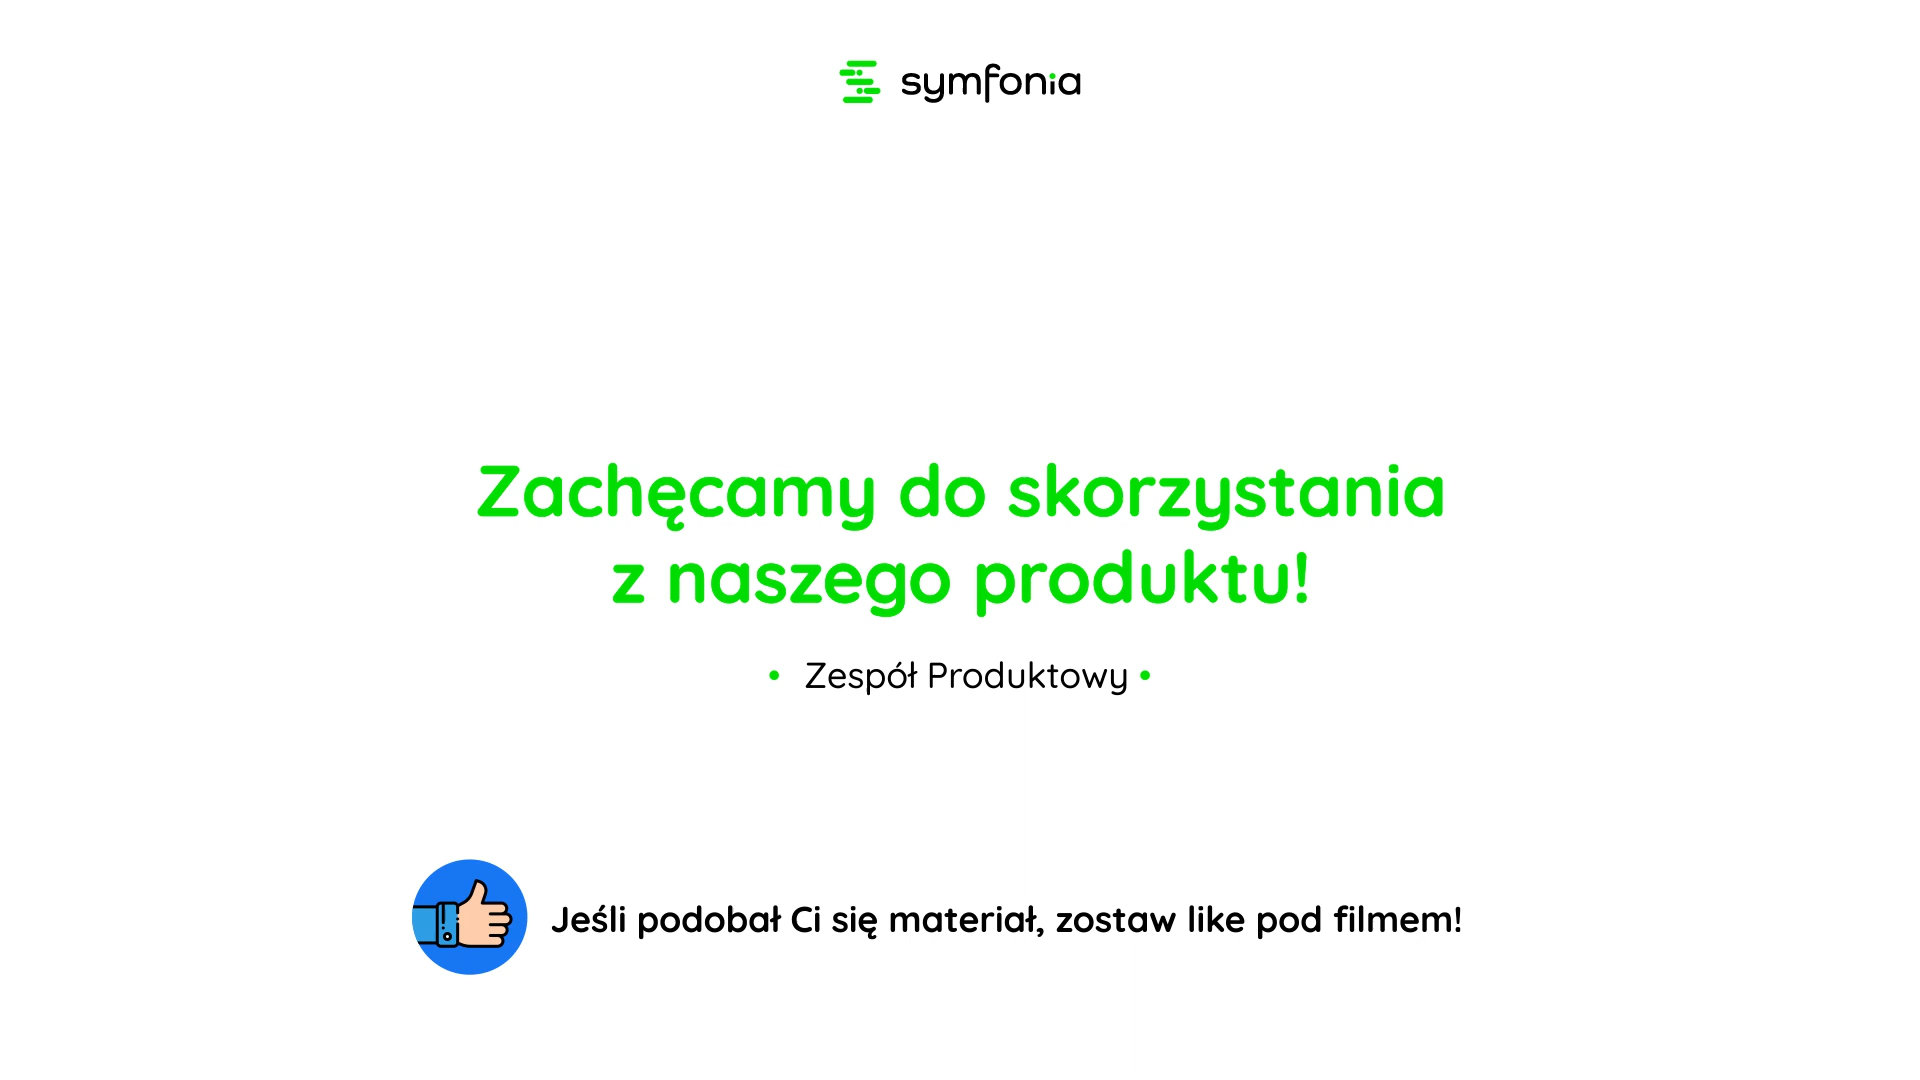 symfonia
Zachęcamy do skorzystania
z naszego produktu!
• Zespół Produktowy •
Jeśli podobał Ci się materiał, zostaw like pod filmem!